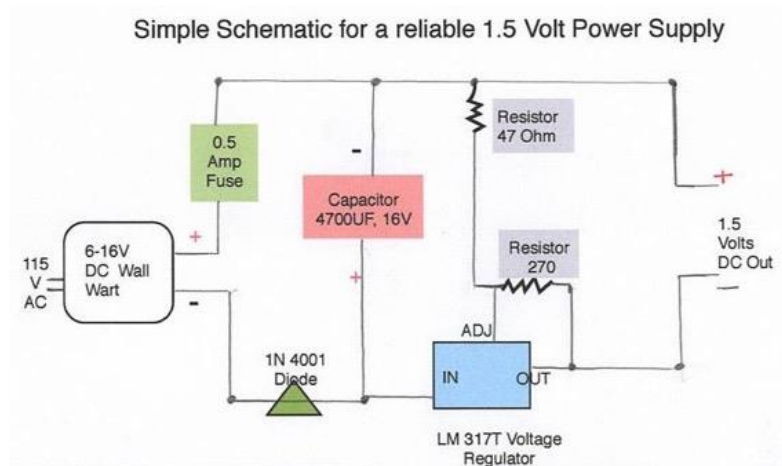 Simple Schematic for a reliable 1.5 Volt Power Supply
0.5
Amp
Fuse
-
Capacitor
4700UF, 16V
+
Resistor
47 Ohm
Resistor
270
+
1.5
Volts
DC Out
-
115
V
AC
6-16V
DC Wall
Wart
+
-
1N 4001
Diode
ADJ
IN
OUT
LM 317T Voltage
Regulator